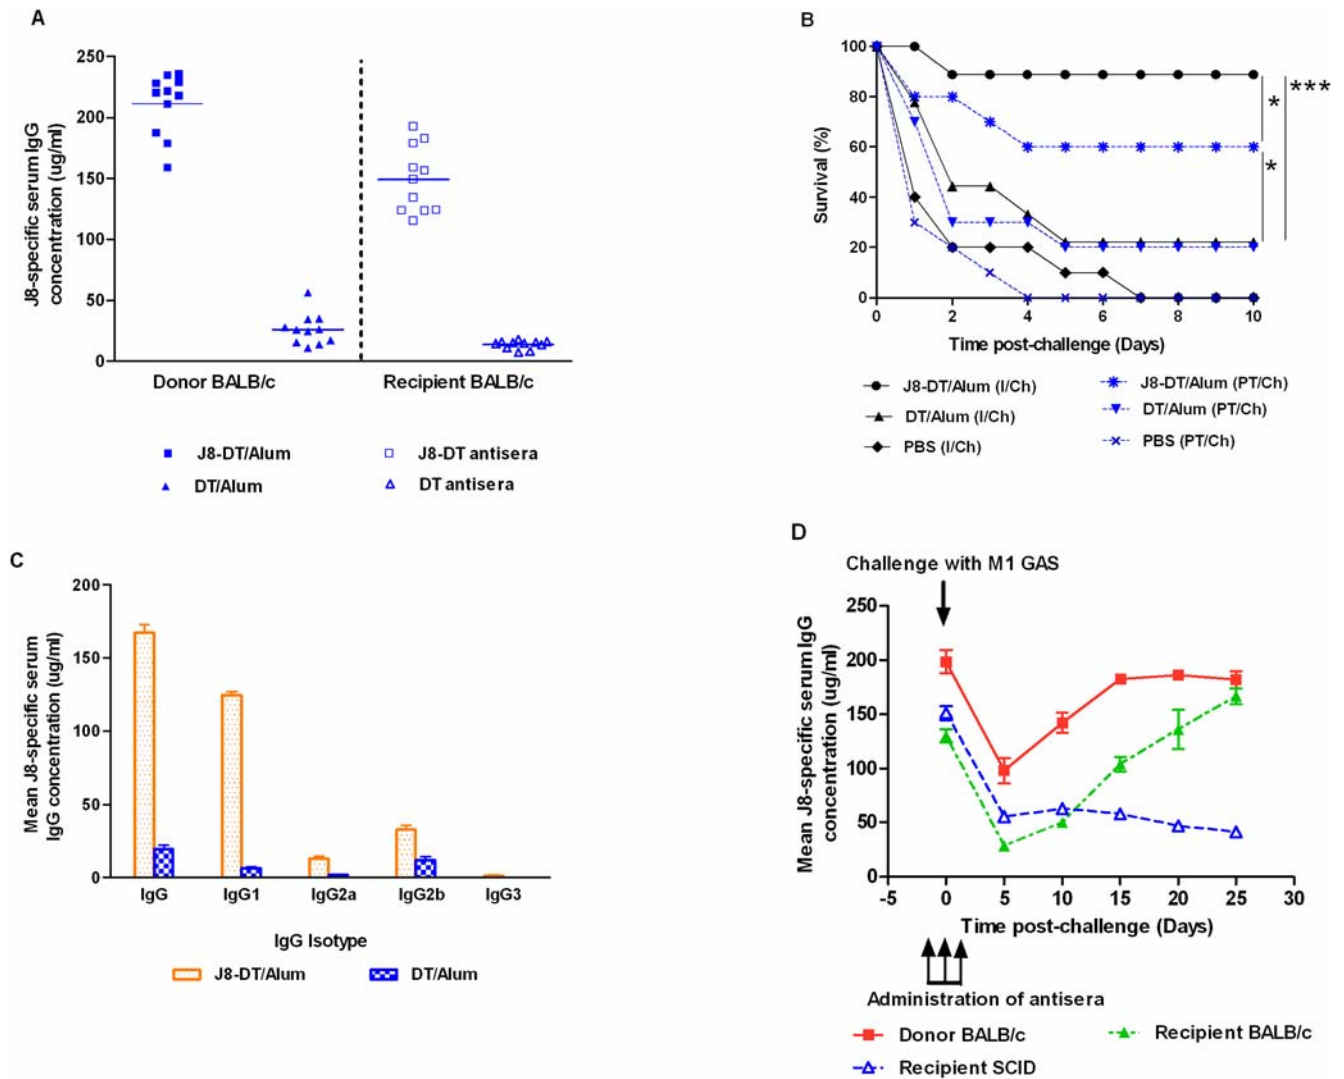 A
J8-specific serum IgG
concentration (ug/ml)
250
200
150
100
50
0
Donor BALB/c
Recipient BALB/c
J8-DT/Alum
DT/Alum
J8-DT antisera
DT antisera
B
Survival (%)
100
80
60
40
20
0
0
2
4
6
8
10
*
*
***
Time post-challenge (Days)
J8-DT/Alum (I/Ch)
DT/Alum (I/Ch)
PBS (I/Ch)
J8-DT/Alum (PT/Ch)
DT/Alum (PT/Ch)
PBS (PT/Ch)
C
Mean J8-specific serum
IgG concentration (ug/ml)
200
150
100
50
0
IgG
IgG1
IgG2a
IgG2b
IgG3
IgG Isotype
J8-DT/Alum
DT/Alum
D
Challenge with M1 GAS
Mean J8-specific serum IgG
concentration (ug/ml)
250
200
150
100
50
0
-5
0
5
10
15
20
25
30
Time post-challenge (Days)
Administration of antisera
Donor BALB/c
Recipient BALB/c
Recipient SCID